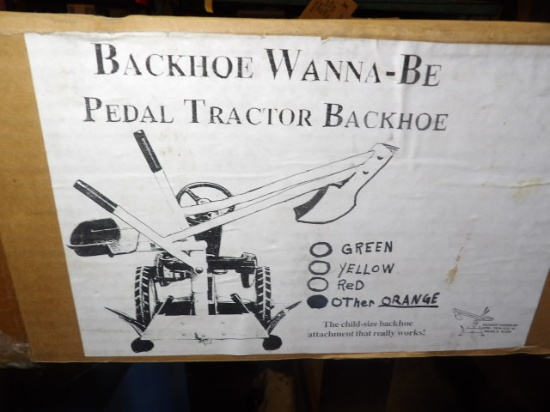 BACKHOE WANNA-BE
PEDAL TRACTOR BACKHOE
GREEN
YELLOW
ReD
OTHer ORANGE
The child-size backhoe
attachment that really works!